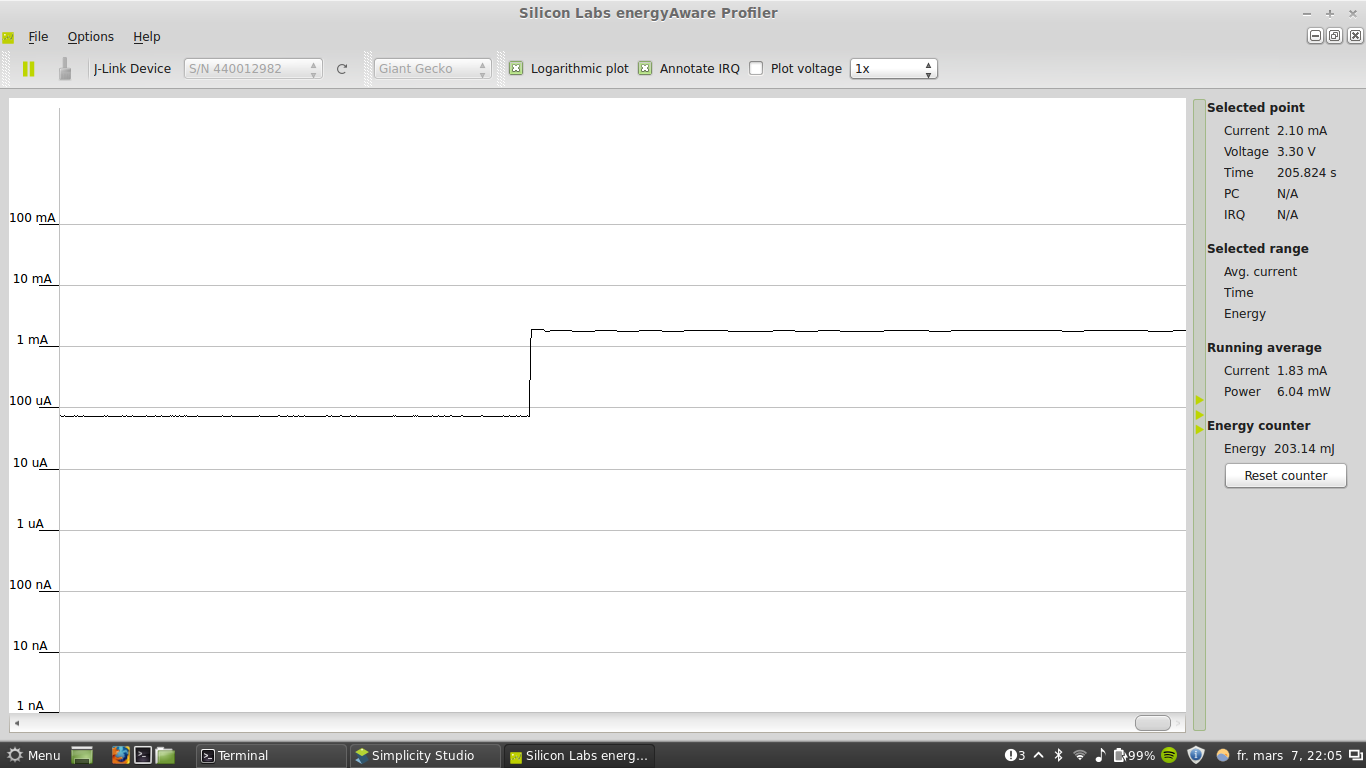 Silicon Labs energyAware Profiler
File Options Help
J-Link Device S/N 440012982 Giant Gecko Logarithmic plot Annotate IRQ Plot voltage 1x
100 mA
10 mA
1 mA
100 uA
10 uA
1 uA
100 nA
10 nA
1 nA
Selected point
Current 2.10 mA
Voltage 3.30 V
Time 205.824 s
PC N/A
IRQ N/A
Selected range
Avg. current
Time
Energy
Running average
Current 1.83 mA
Power 6.04 mW
Energy counter
Energy 203.14 mJ
Reset counter
Menu Terminal Simplicity Studio Silicon Labs energ... 3 99% fr. mars 7, 22:05